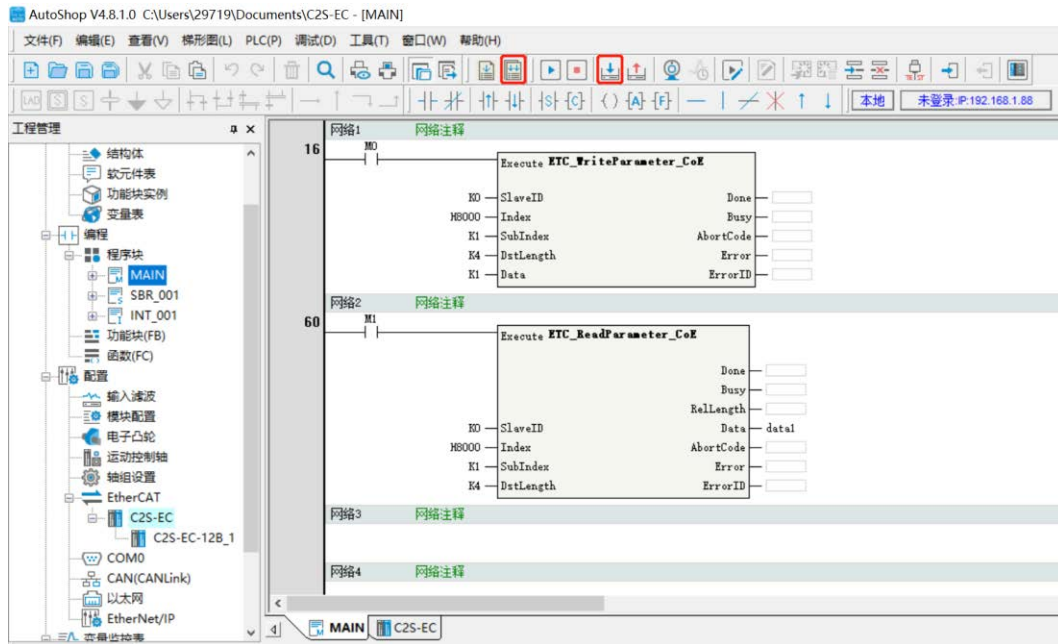 AutoShop V4.8.1.0 C:\Users\29719\Documents\C2S-EC - [MAIN]
文件(F) 编辑(E) 查看(V) 梯形图(L) PLC(P) 调试(D) 工具(T) 窗口(W) 帮助(H)
本地 未登录:IP:192.168.1.88
工程管理
结构体
软元件表
功能块实例
变量表
编程
程序块
MAIN
SBR_001
INT_001
功能块(FB)
函数(FC)
配置
输入滤波
模块配置
电子凸轮
运动控制轴
轴组设置
EtherCAT
C2S-EC
C2S-EC-12B_1
COM0
CAN(CANLink)
以太网
EtherNet/IP
变量监控表
网络1 网络注释
16 M0
Execute ETC_WriteParameter_CoE
K0 SlaveID Done
H8000 Index Busy
K1 SubIndex AbortCode
K4 DstLength Error
K1 Data ErrorID
网络2 网络注释
60 M1
Execute ETC_ReadParameter_CoE
Done
Busy
RelLength
K0 SlaveID Data data1
H8000 Index AbortCode
K1 SubIndex Error
K4 DstLength ErrorID
网络3 网络注释
网络4 网络注释
MAIN C2S-EC